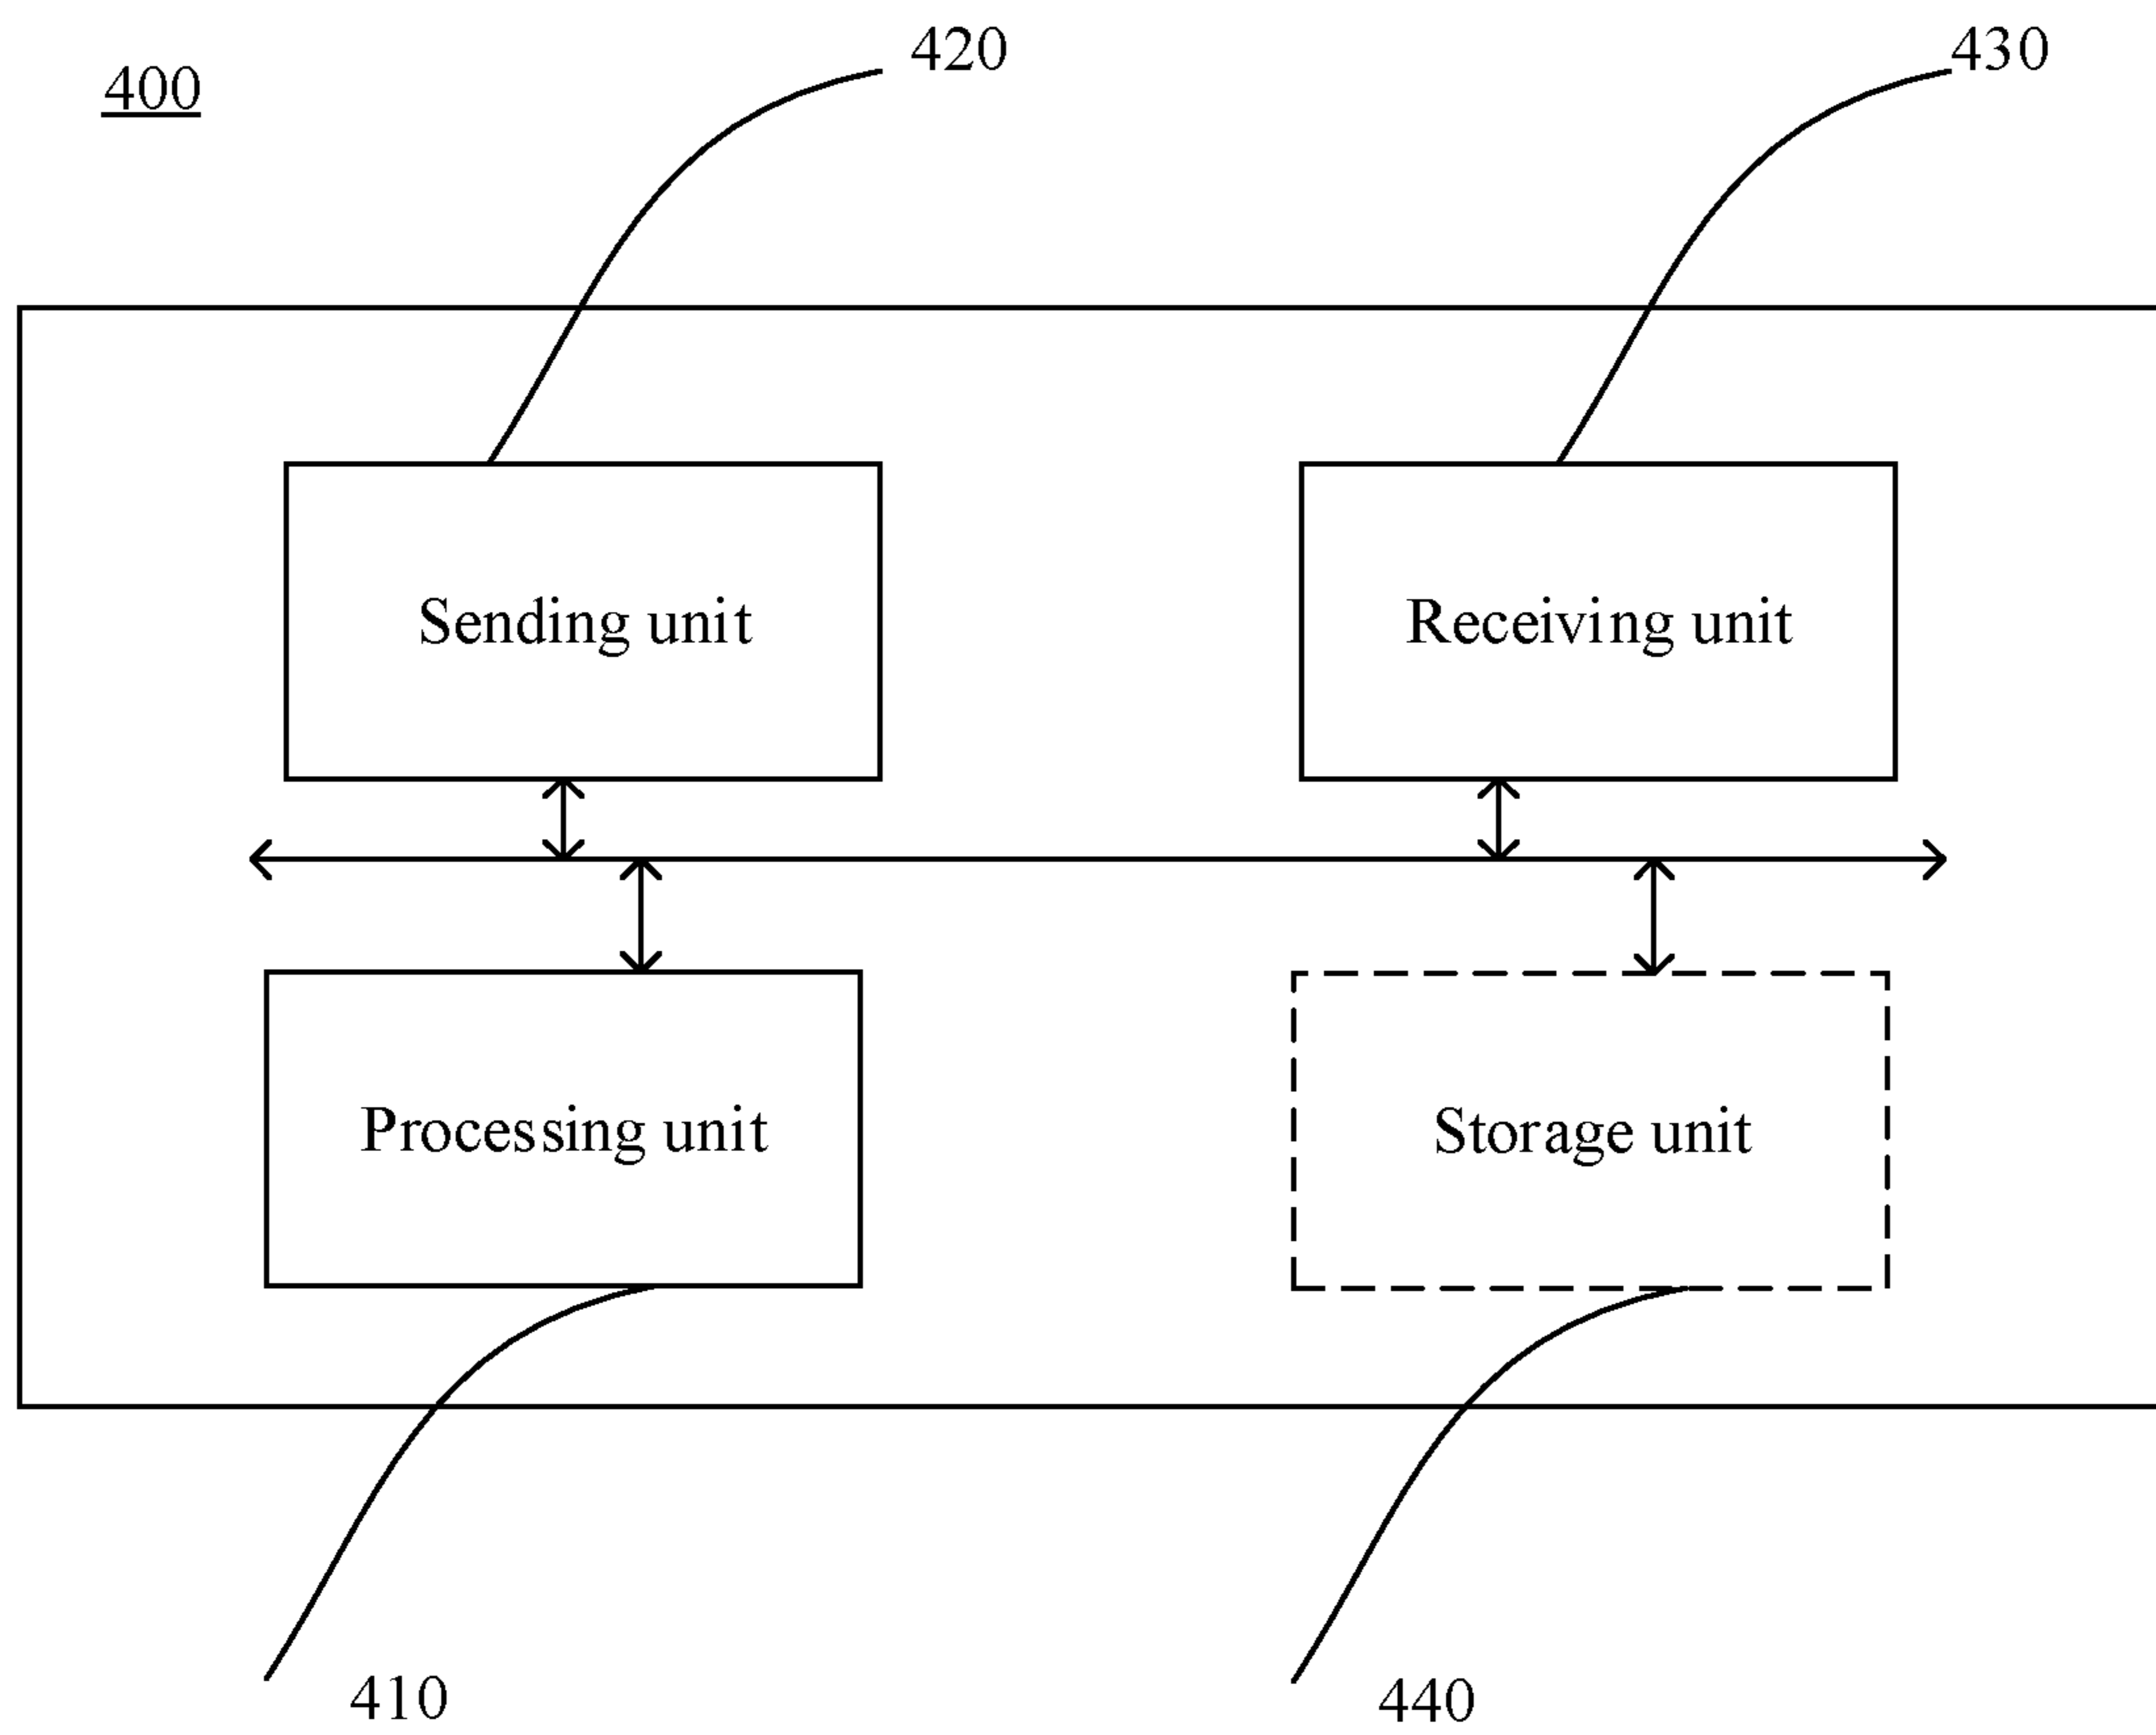 420
430
400
Sending unit
Receiving unit
Processing unit
Storage unit
410
440